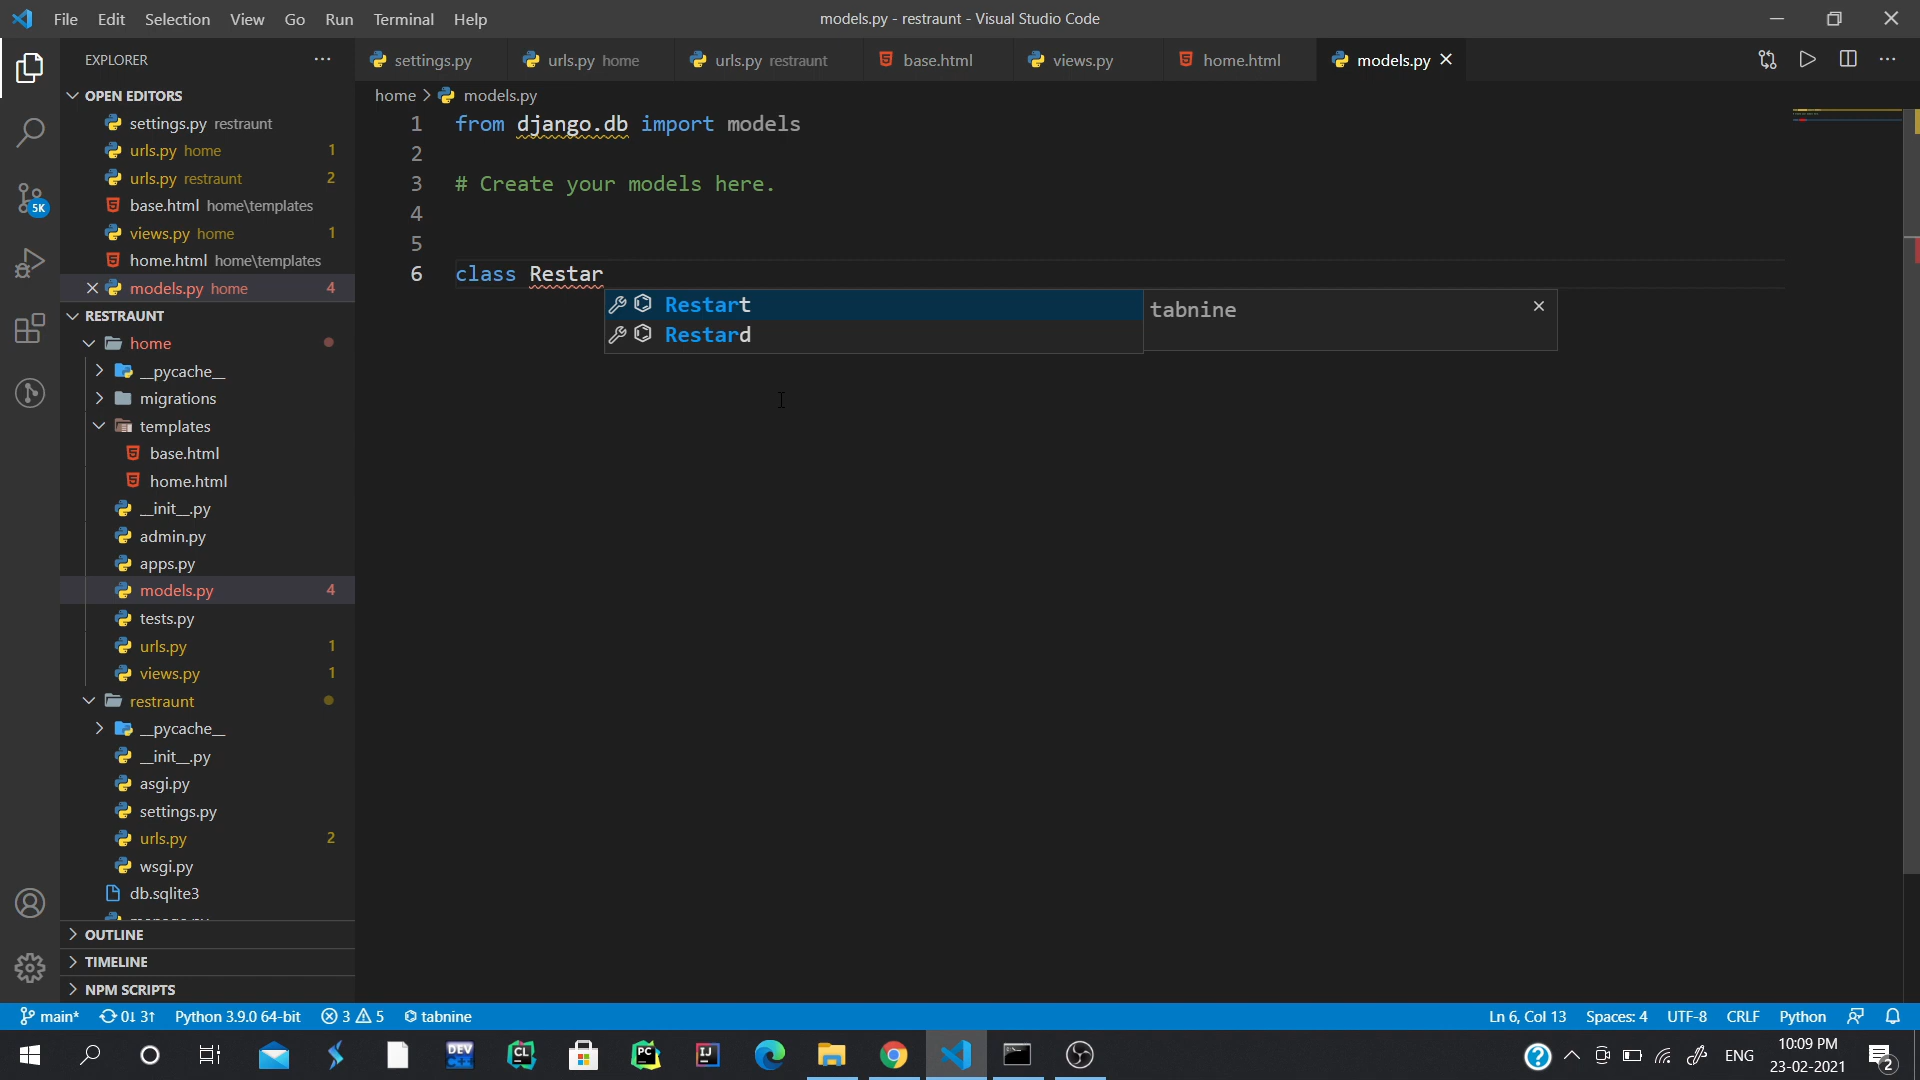 File Edit Selection View Go Run Terminal Help
models.py - restraunt - Visual Studio Code
EXPLORER
OPEN EDITORS
settings.py restraunt
urls.py home 1
urls.py restraunt 2
base.html home\templates
views.py home 1
home.html home\templates
models.py home 4
RESTRAUNT
home
__pycache__
migrations
templates
base.html
home.html
__init__.py
admin.py
apps.py
models.py 4
tests.py
urls.py 1
views.py 1
restraunt
__pycache__
__init__.py
asgi.py
settings.py
urls.py 2
wsgi.py
db.sqlite3
OUTLINE
TIMELINE
NPM SCRIPTS
5K
settings.py urls.py home urls.py restraunt base.html views.py home.html models.py
home > models.py
1 from django.db import models
2
3 # Create your models here.
4
5
6 class Restar
Restart
Restard
tabnine
main* 0↓ 3↑ Python 3.9.0 64-bit 3 5 tabnine
Ln 6, Col 13 Spaces: 4 UTF-8 CRLF Python
DEV C++ CL PC IJ
ENG
10:09 PM
23-02-2021
2